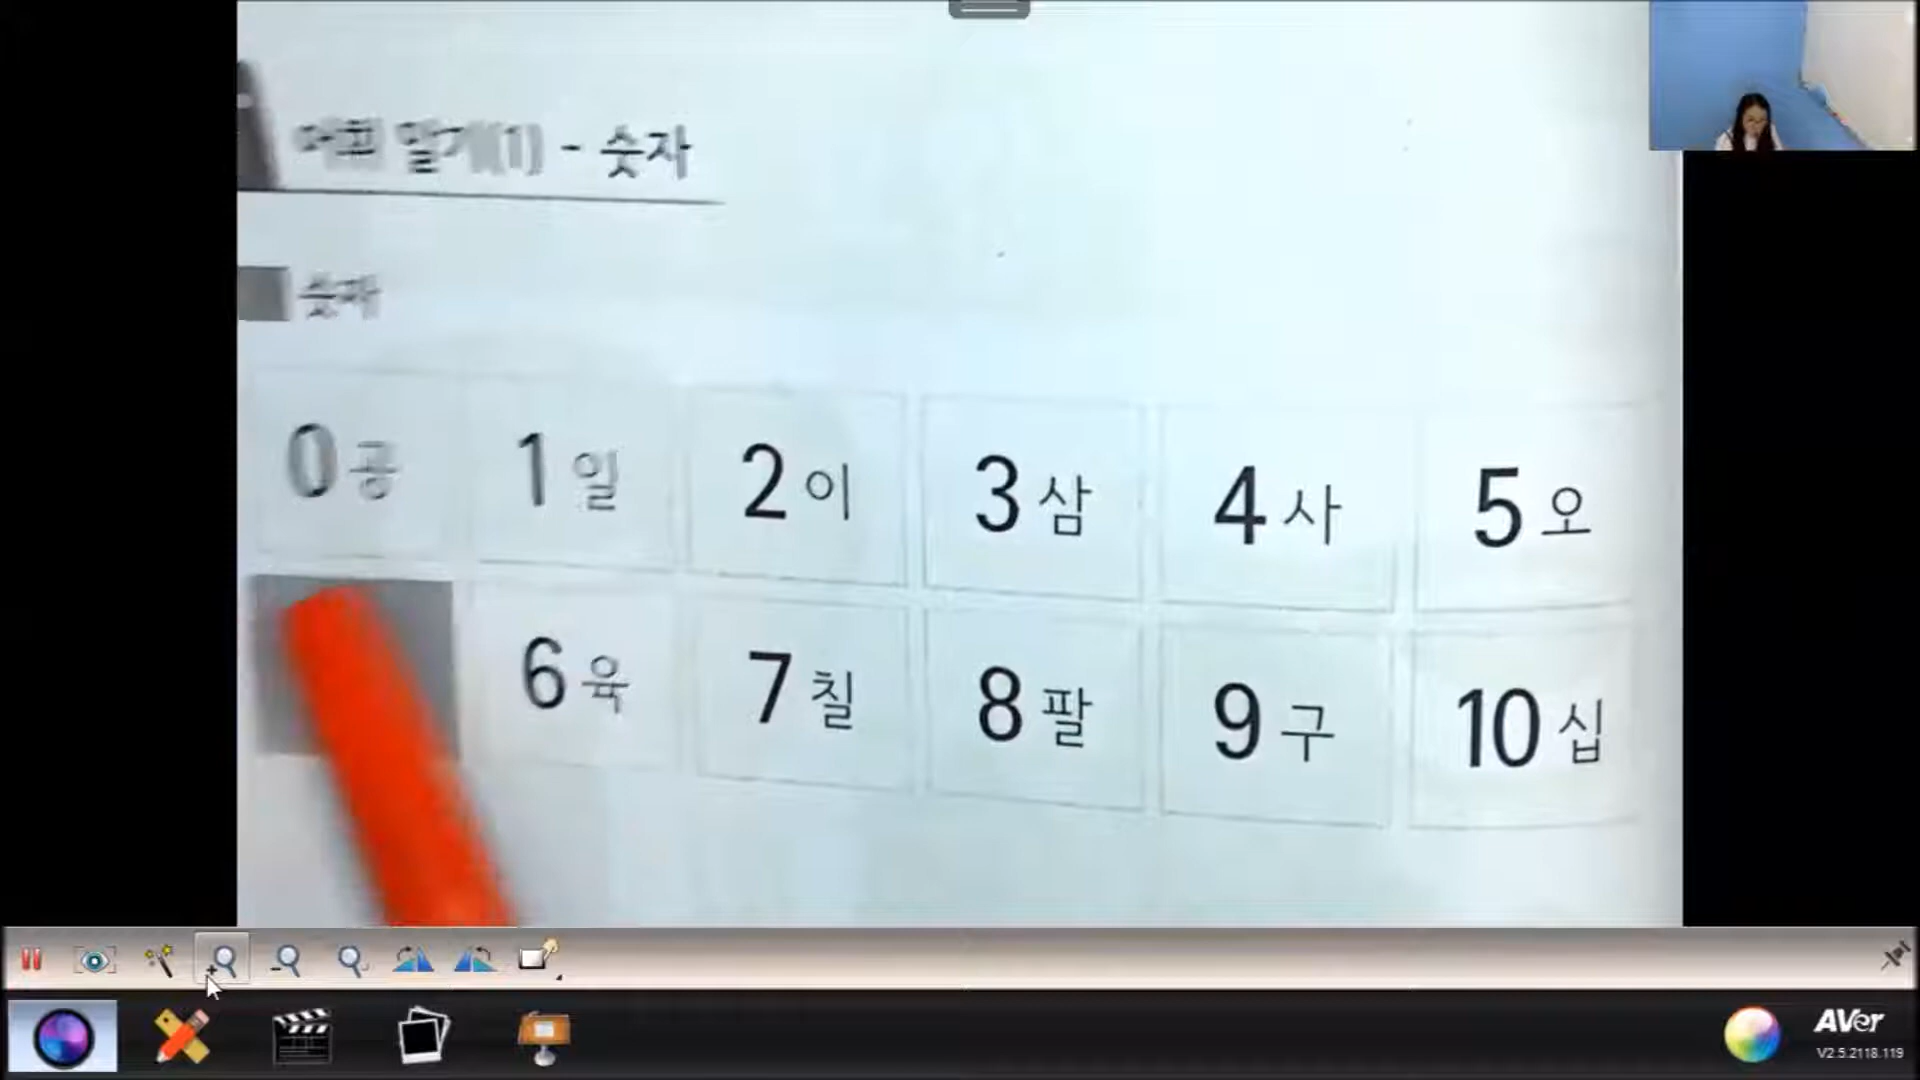 어휘 알기(1) - 숫자
숫자
0 공 1 일 2 이 3 삼 4 사 5 오
6 육 7 칠 8 팔 9 구 10 십
AVer
V2.5.2118.119